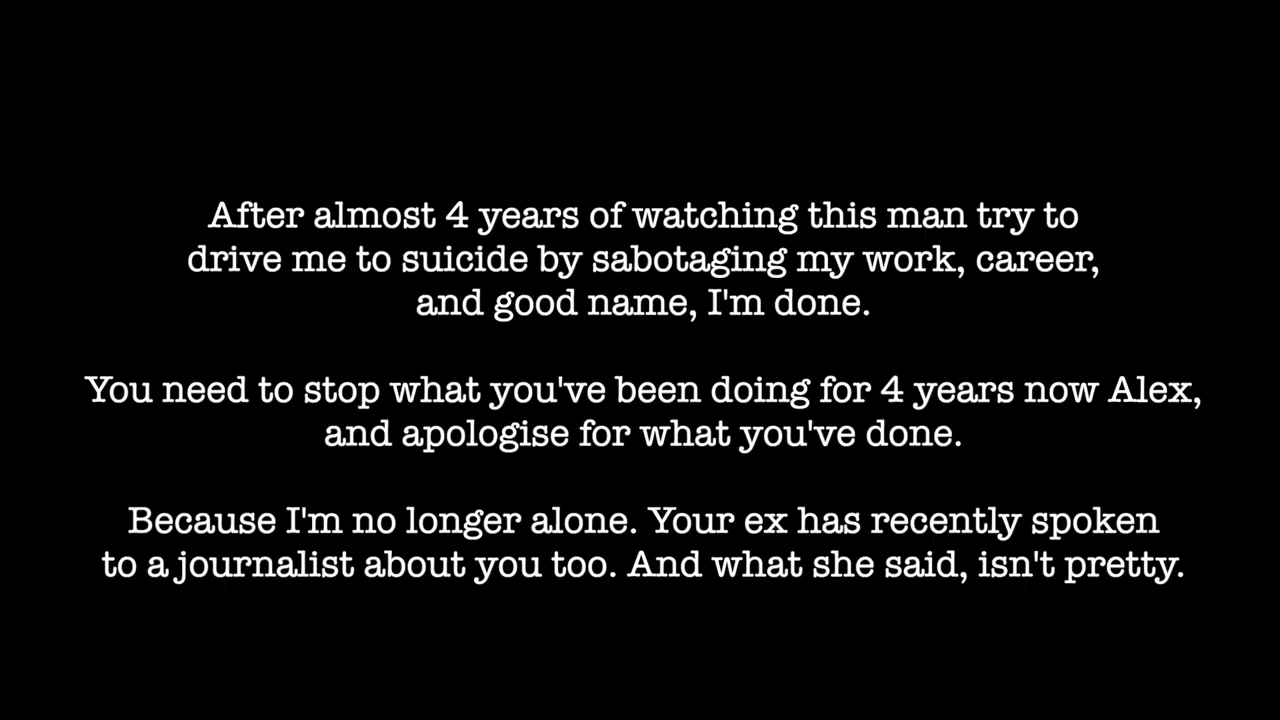 After almost 4 years of watching this man try to
drive me to suicide by sabotaging my work, career,
and good name, I'm done.
You need to stop what you've been doing for 4 years now Alex,
and apologise for what you've done.
Because I'm no longer alone. Your ex has recently spoken
to a journalist about you too. And what she said, isn't pretty.